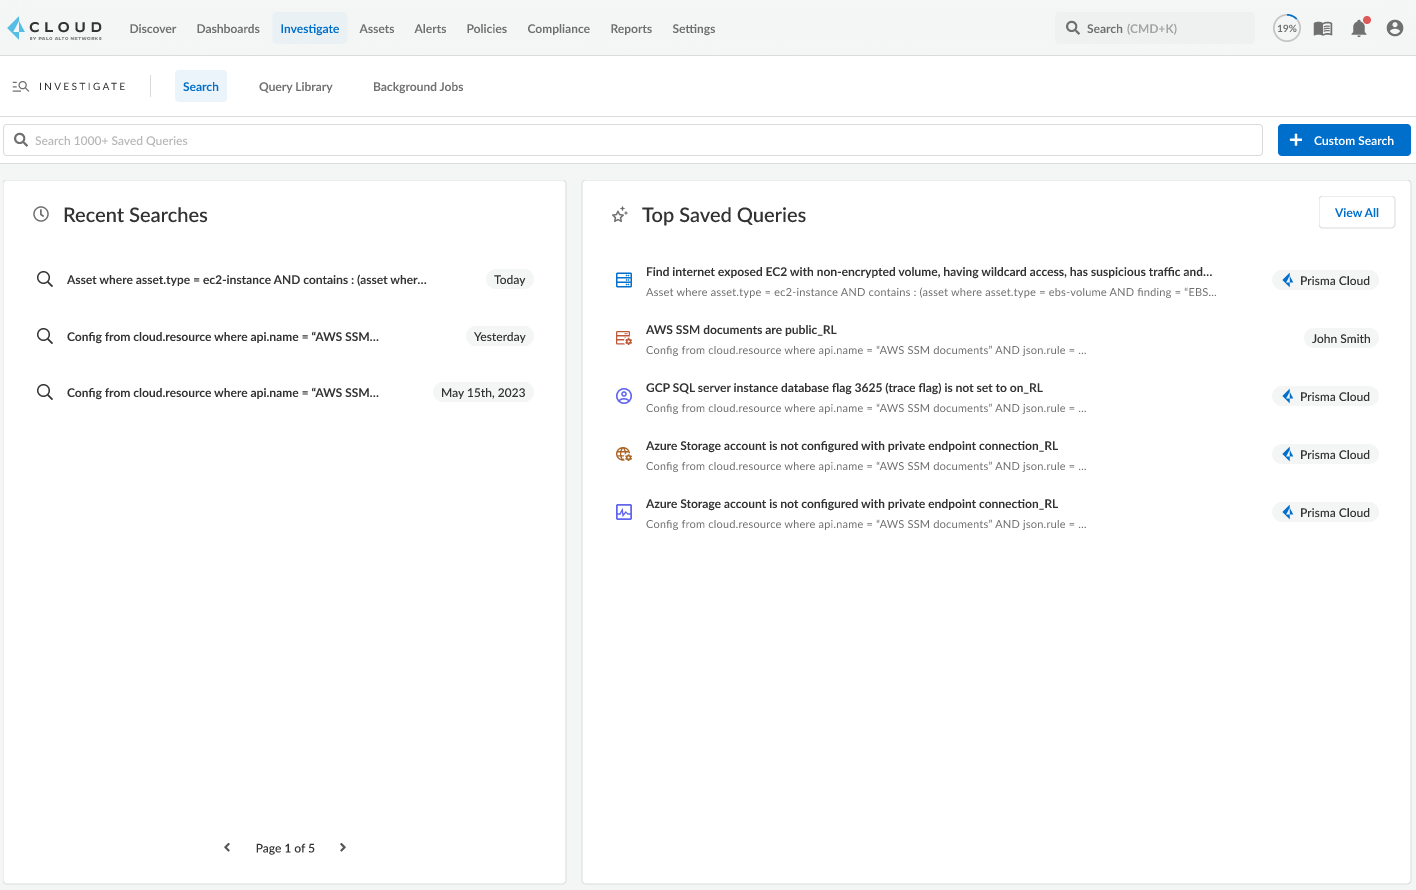 CLOUD
BY PALO ALTO NETWORKS
Discover
Dashboards
Investigate
Assets
Alerts
Policies
Compliance
Reports
Settings
Search (CMD+K)
19%
INVESTIGATE
Search
Query Library
Background Jobs
Search 1000+ Saved Queries
Custom Search
Recent Searches
Asset where asset.type = ec2-instance AND contains : (asset wher...
Today
Config from cloud.resource where api.name = “AWS SSM...
Yesterday
Config from cloud.resource where api.name = “AWS SSM...
May 15th, 2023
Page 1 of 5
Top Saved Queries
View All
Find internet exposed EC2 with non-encrypted volume, having wildcard access, has suspicious traffic and...
Asset where asset.type = ec2-instance AND contains : (asset where asset.type = ebs-volume AND finding = “EBS...
Prisma Cloud
AWS SSM documents are public_RL
Config from cloud.resource where api.name = “AWS SSM documents” AND json.rule = ...
John Smith
GCP SQL server instance database flag 3625 (trace flag) is not set to on_RL
Config from cloud.resource where api.name = “AWS SSM documents” AND json.rule = ...
Prisma Cloud
Azure Storage account is not configured with private endpoint connection_RL
Config from cloud.resource where api.name = “AWS SSM documents” AND json.rule = ...
Prisma Cloud
Azure Storage account is not configured with private endpoint connection_RL
Config from cloud.resource where api.name = “AWS SSM documents” AND json.rule = ...
Prisma Cloud